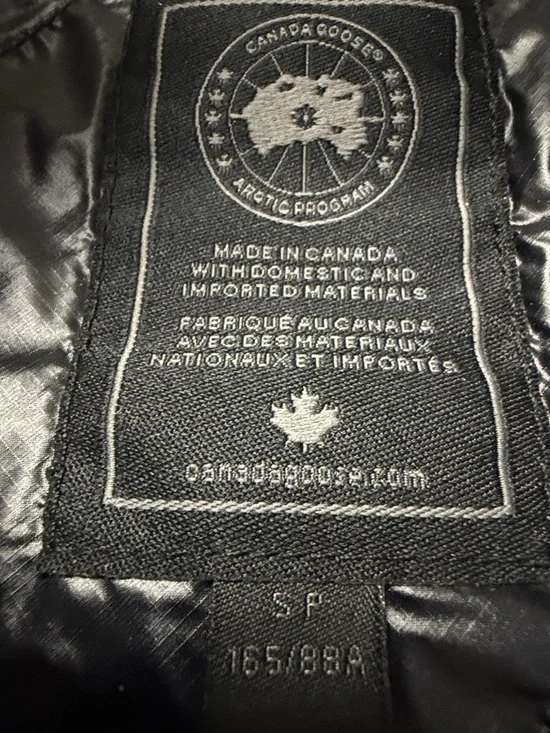 CANADA GOOSE®
ARCTIC PROGRAM
MADE IN CANADA
WITH DOMESTIC AND
IMPORTED MATERIALS
FABRIQUÉ AU CANADA
AVEC DES MATERIAUX
NATIONAUX ET IMPORTÉS
canadagoose.com
S P
165/88A